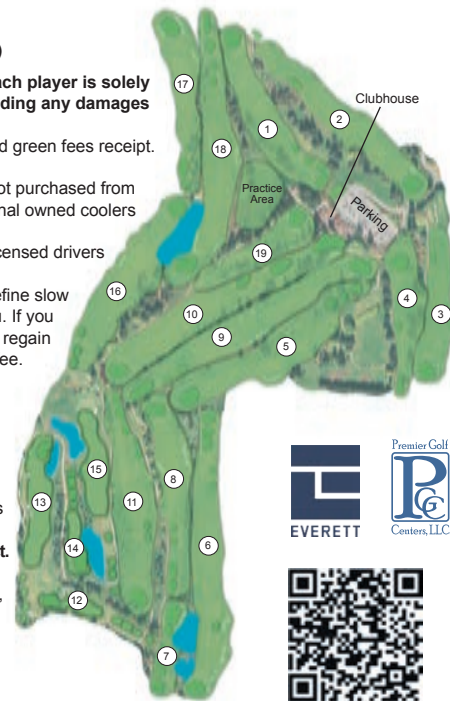 )
ach player is solely
ding any damages
d green fees receipt.
ot purchased from
nal owned coolers
censed drivers
efine slow
u. If you
regain
ee.
s
t.
,
17
1
2
Clubhouse
18
Practice
Area
Parking
19
16
10
4
3
9
5
15
8
13
11
14
6
12
7
EVERETT
Premier Golf
PGC
Centers, LLC